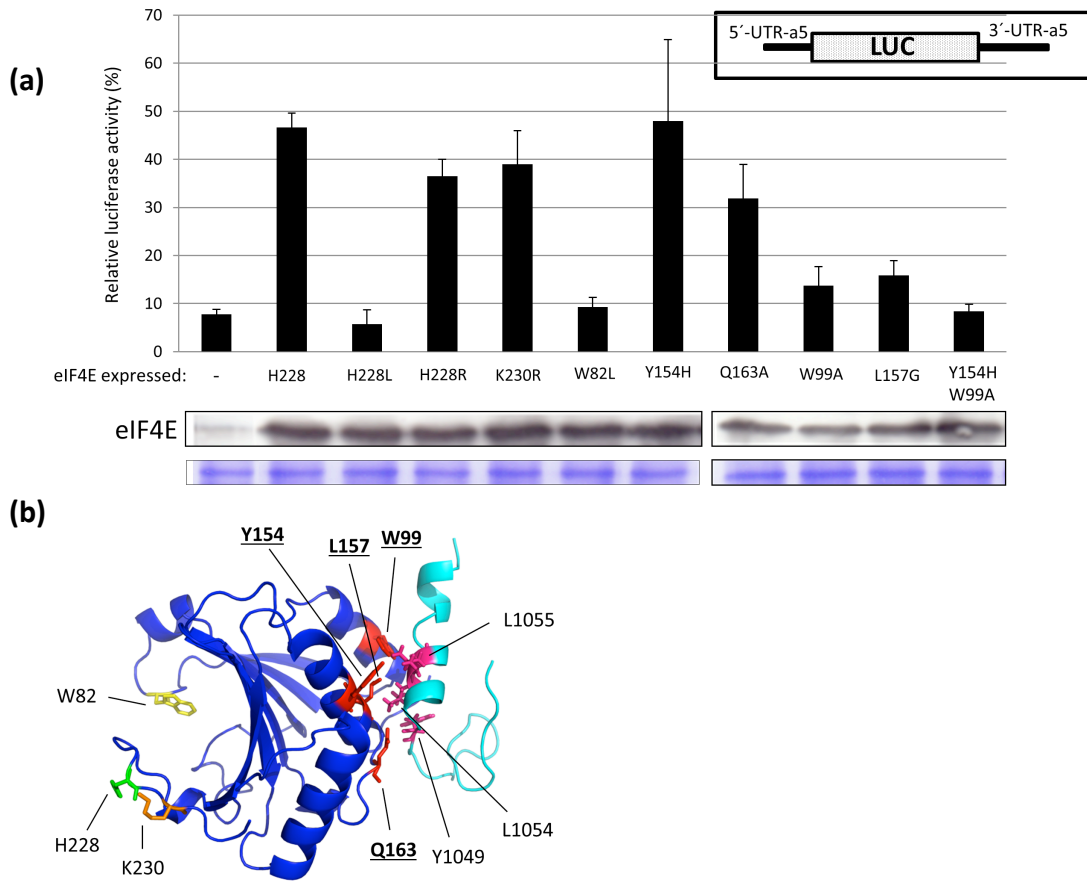 (a)
Relative luciferase activity (%)
70
60
50
40
30
20
10
0
5´-UTR-a5
LUC
3´-UTR-a5
eIF4E expressed: - H228 H228L H228R K230R W82L Y154H Q163A W99A L157G Y154H
W99A
eIF4E
(b)
Y154
L157
W99
L1055
W82
H228
K230
Q163
Y1049
L1054